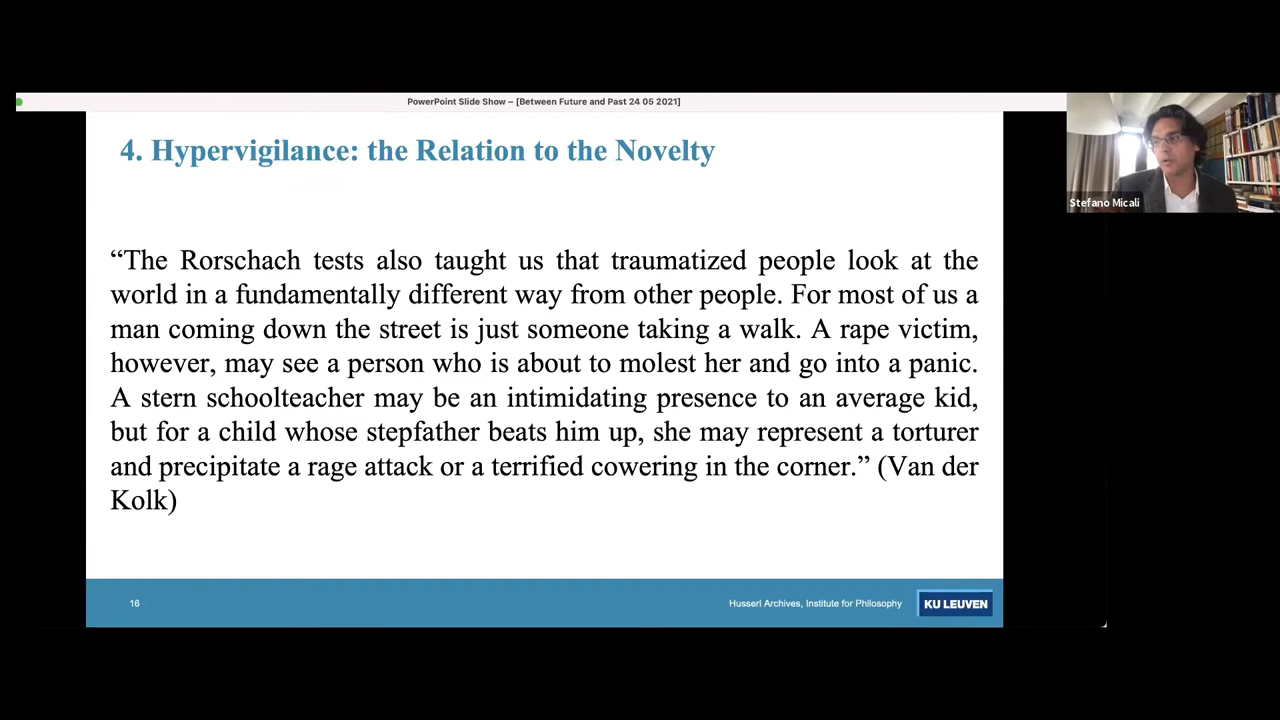 PowerPoint Slide Show – [Between Future and Past 24 05 2021]
4. Hypervigilance: the Relation to the Novelty
Stefano Micali
“The Rorschach tests also taught us that traumatized people look at the
world in a fundamentally different way from other people. For most of us a
man coming down the street is just someone taking a walk. A rape victim,
however, may see a person who is about to molest her and go into a panic.
A stern schoolteacher may be an intimidating presence to an average kid,
but for a child whose stepfather beats him up, she may represent a torturer
and precipitate a rage attack or a terrified cowering in the corner.” (Van der
Kolk)
16
Husserl Archives, Institute for Philosophy
KU LEUVEN